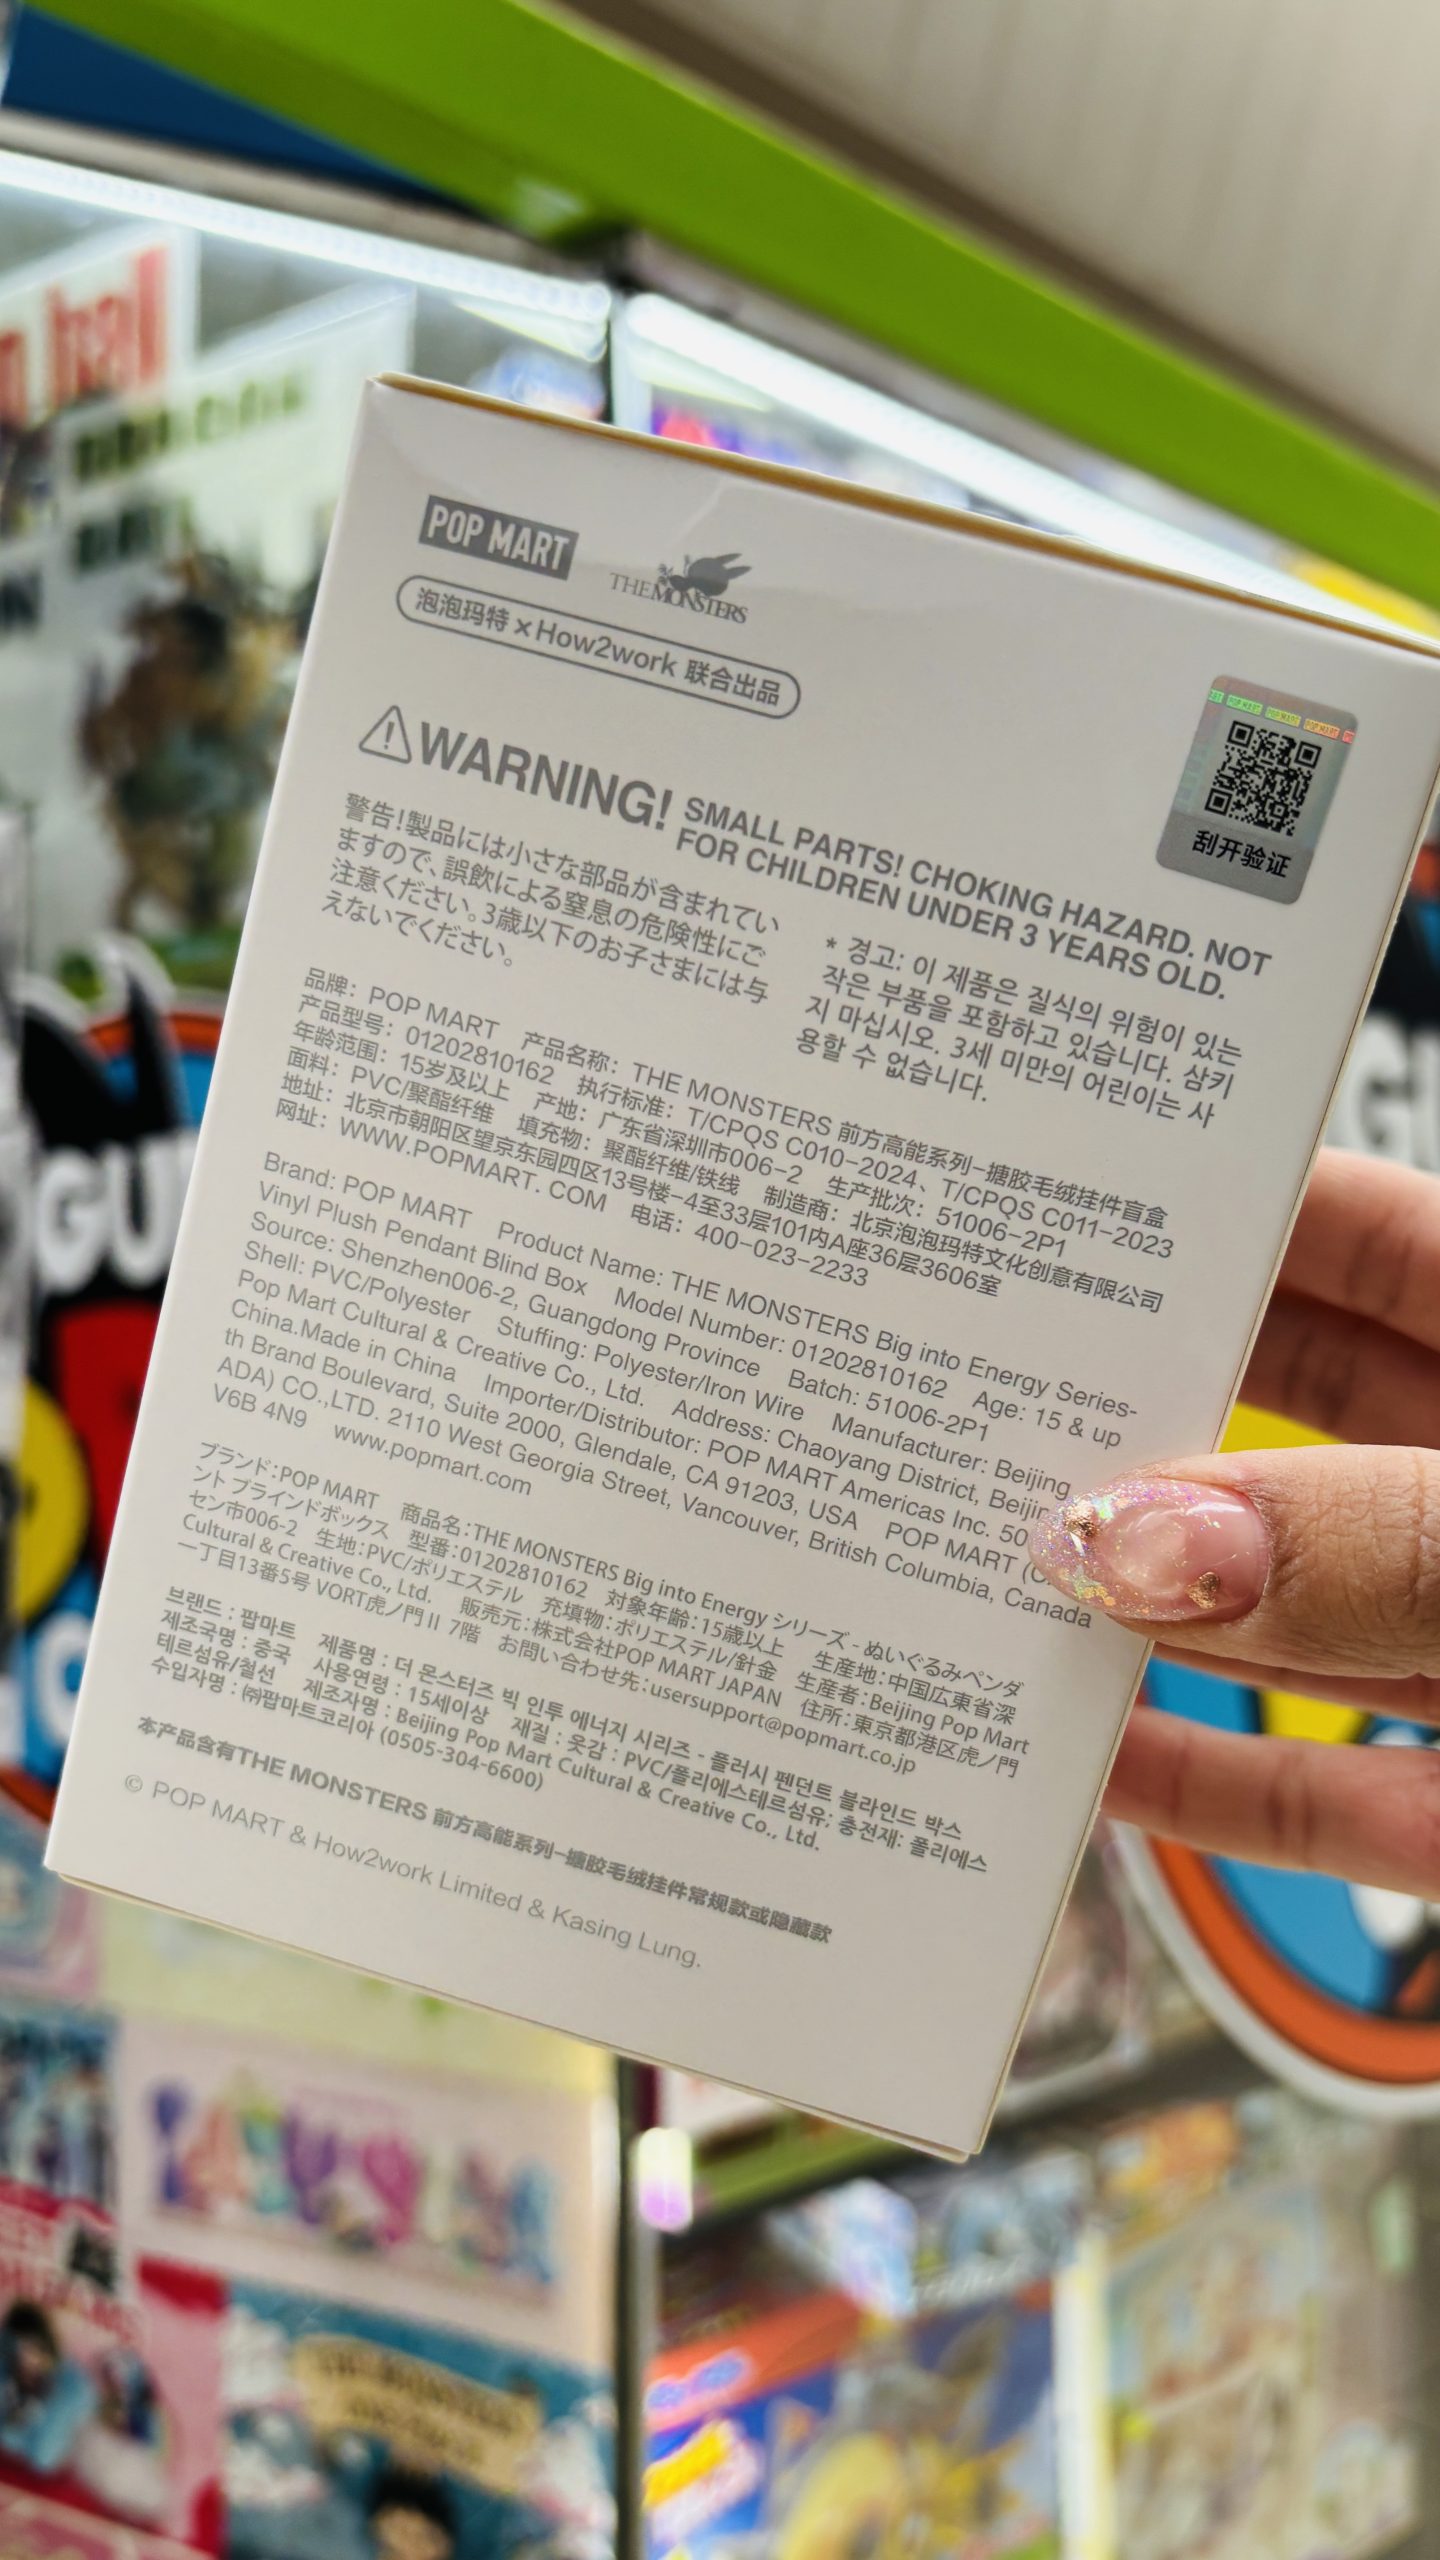 POP MART
THE MONSTERS
泡泡玛特×How2work 联合出品
POP MART POP MART POP MART
刮开验证
WARNING! SMALL PARTS! CHOKING HAZARD. NOT
FOR CHILDREN UNDER 3 YEARS OLD.
警告!製品には小さな部品が含まれてい
ますので、誤飲による窒息の危険性にご
注意ください。3歳以下のお子さまには与
えないでください。
* 경고: 이 제품은 질식의 위험이 있는
작은 부품을 포함하고 있습니다. 삼키
지 마십시오. 3세 미만의 어린이는 사
용할 수 없습니다.
品牌：POP MART 产品名称：THE MONSTERS 前方高能系列-搪胶毛绒挂件盲盒
产品型号：01202810162 执行标准：T/CPQS C010-2024、T/CPQS C011-2023
年龄范围：15岁及以上 产地：广东省深圳市006-2 生产批次：51006-2P1
面料：PVC/聚酯纤维 填充物：聚酯纤维/铁线 制造商：北京泡泡玛特文化创意有限公司
地址：北京市朝阳区望京东园四区13号楼-4至33层101内A座36层3606室
网址：WWW.POPMART. COM 电话：400-023-2233
Brand: POP MART Product Name: THE MONSTERS Big into Energy Series-
Vinyl Plush Pendant Blind Box Model Number: 01202810162 Age: 15 & up
Source: Shenzhen006-2, Guangdong Province Batch: 51006-2P1
Shell: PVC/Polyester Stuffing: Polyester/Iron Wire Manufacturer: Beijing
Pop Mart Cultural & Creative Co., Ltd. Address: Chaoyang District, Beijin
China.Made in China Importer/Distributor: POP MART Americas Inc. 50
th Brand Boulevard, Suite 2000, Glendale, CA 91203, USA POP MART (C
ADA) CO.,LTD. 2110 West Georgia Street, Vancouver, British Columbia, Canada
V6B 4N9 www.popmart.com
ブランド:POP MART 商品名:THE MONSTERS Big into Energy シリーズ - ぬいぐるみペンダ
ント ブラインドボックス 型番:01202810162 対象年齢:15歳以上 生産地:中国広東省深
セン市006-2 生地:PVC/ポリエステル 充填物:ポリエステル/針金 生産者:Beijing Pop Mart
Cultural & Creative Co., Ltd. 販売元:株式会社POP MART JAPAN 住所:東京都港区虎ノ門
一丁目13番5号 VORT虎ノ門Ⅱ 7階 お問い合わせ先:usersupport@popmart.co.jp
브랜드 : 팝마트 제품명 : 더 몬스터즈 빅 인투 에너지 시리즈 - 플러시 펜던트 블라인드 박스
제조국명 : 중국 사용연령 : 15세이상 재질 : 옷감 : PVC/폴리에스테르섬유; 충전재: 폴리에스
테르섬유/철선 제조자명 : Beijing Pop Mart Cultural & Creative Co., Ltd.
수입자명 : ㈜팝마트코리아 (0505-304-6600)
本产品含有THE MONSTERS 前方高能系列-搪胶毛绒挂件常规款或隐藏款
© POP MART & How2work Limited & Kasing Lung.